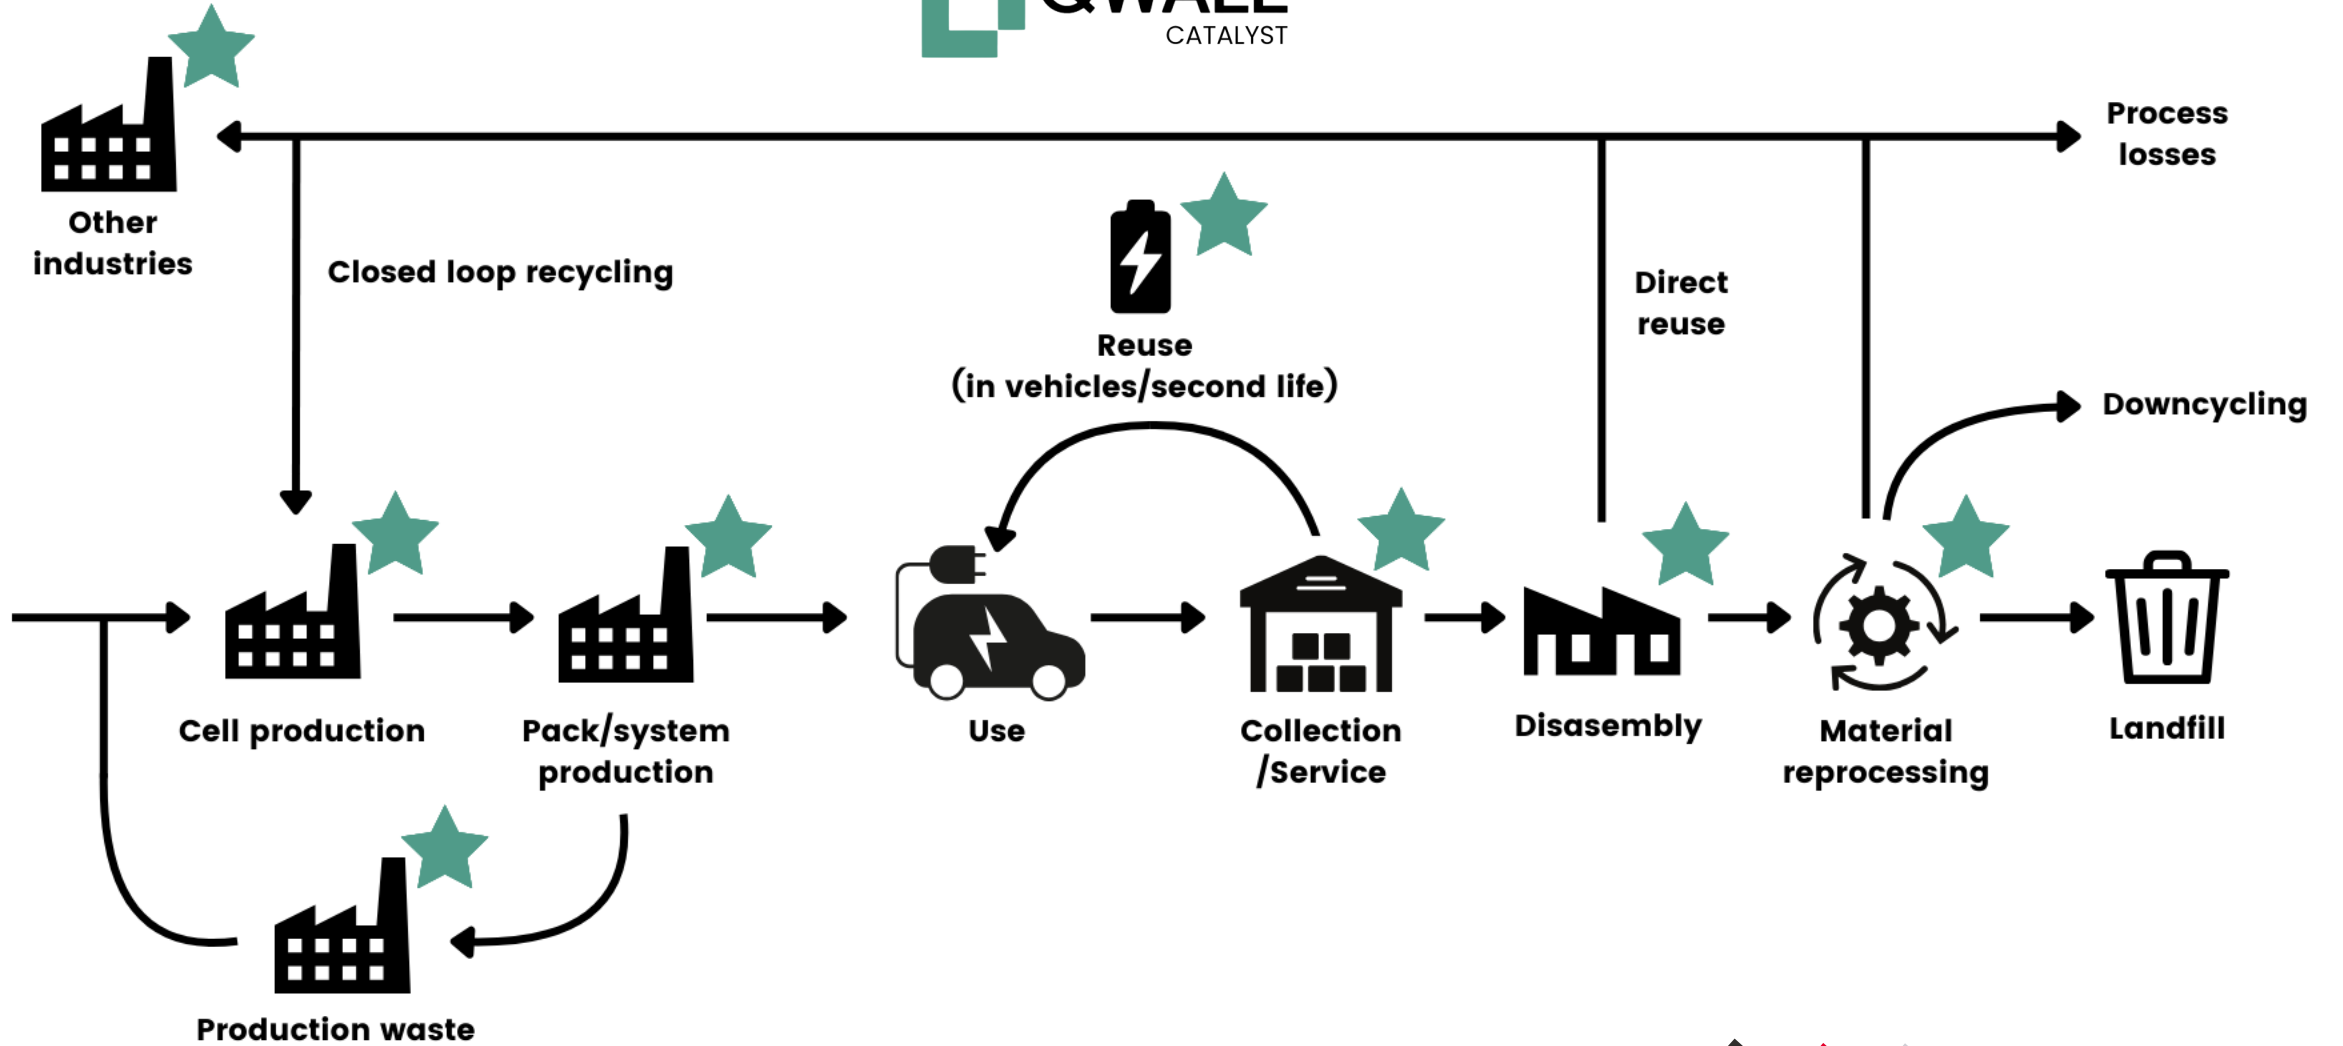 CATALYST
Process
losses
Other
industries
Closed loop recycling
Direct
reuse
Reuse
(in vehicles/second life)
Downcycling
Cell production
Pack/system
production
Use
Collection
/Service
Disasembly
Material
reprocessing
Landfill
Production waste